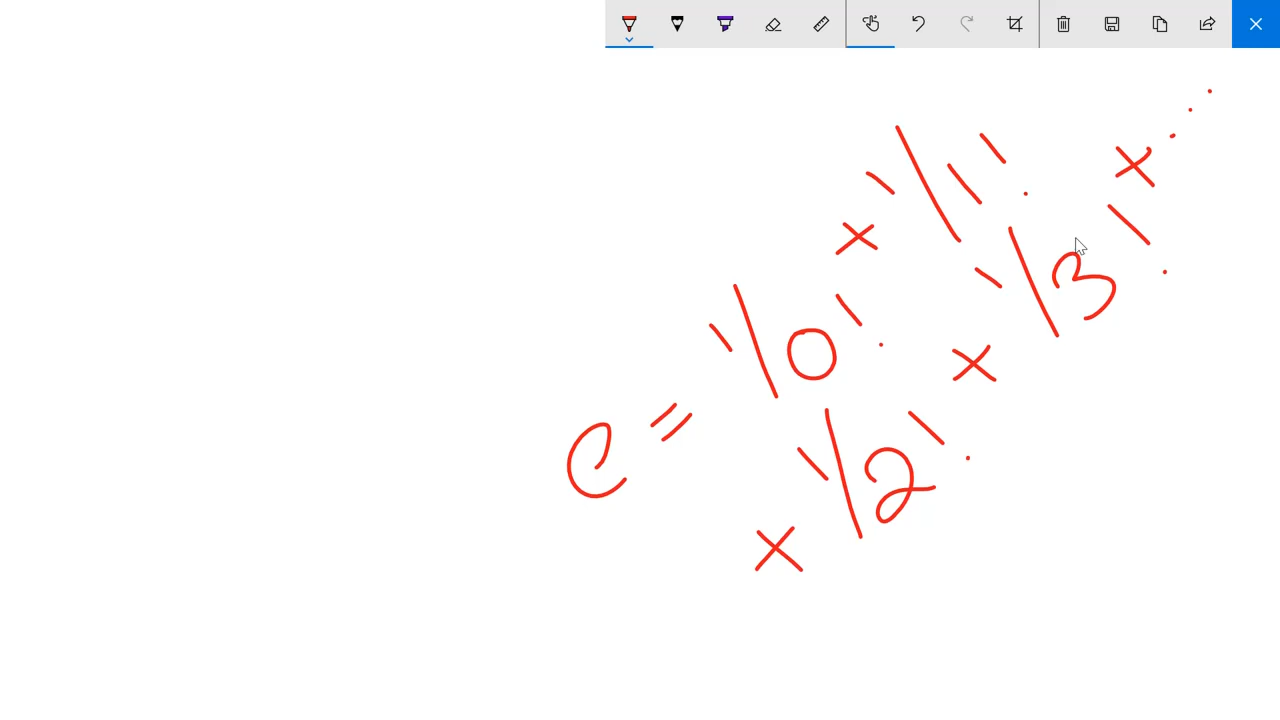 e = 1/0! + 1/1!
+ 1/2! + 1/3! + ...